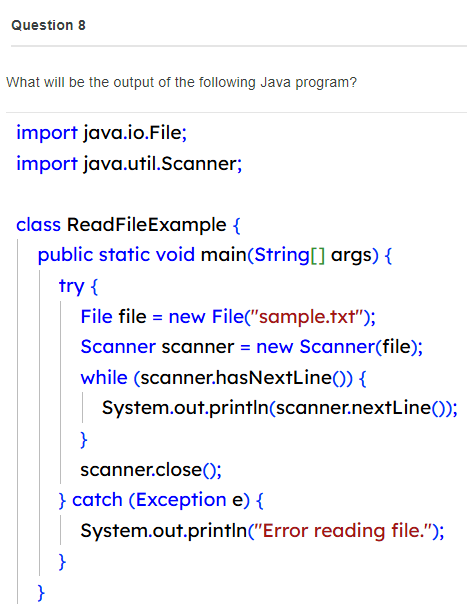 Question 8
What will be the output of the following Java program?
import java.io.File;
import java.util.Scanner;
class ReadFileExample {
public static void main(String[] args) {
try {
File file = new File("sample.txt");
Scanner scanner = new Scanner(file);
while (scanner.hasNextLine()) {
System.out.println(scanner.nextLine());
}
scanner.close();
} catch (Exception e) {
System.out.println("Error reading file.");
}
}